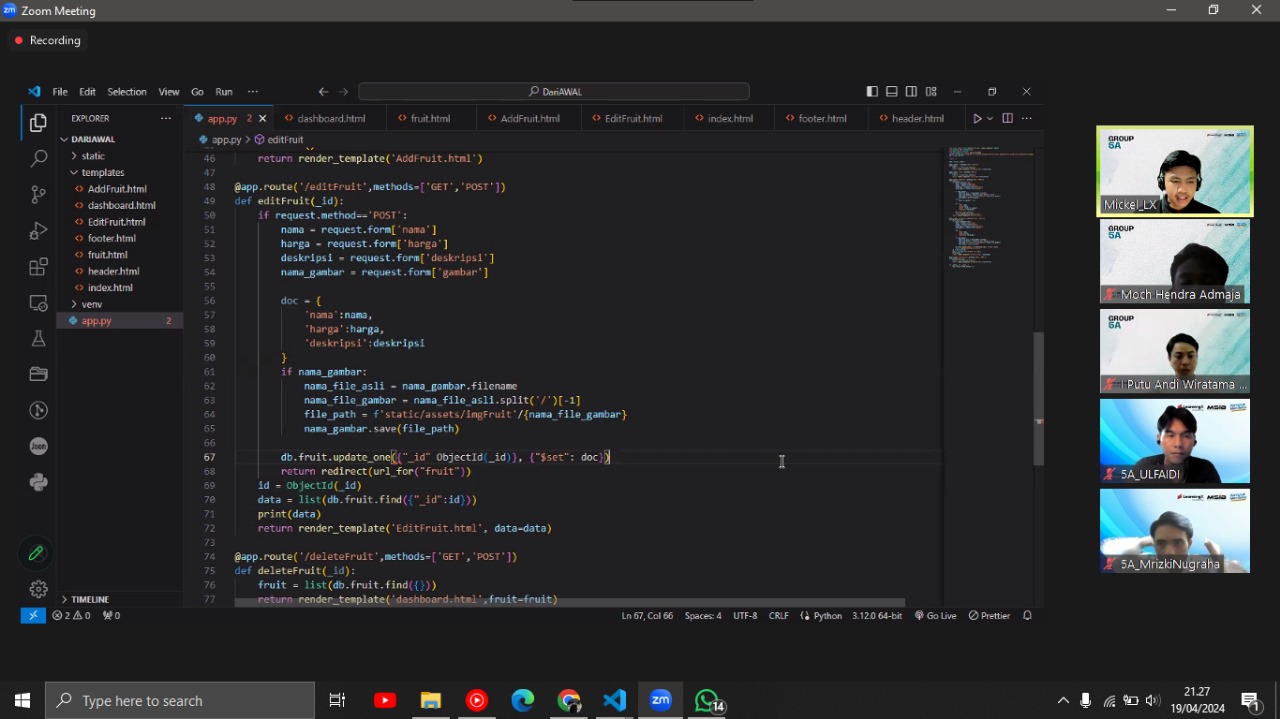 Zoom Meeting
Recording
File Edit Selection View Go Run ...
DariAWAL
EXPLORER
app.py 2
dashboard.html
fruit.html
AddFruit.html
EditFruit.html
index.html
footer.html
header.html
app.py > editFruit
DARIAWAL
static
templates
AddFruit.html
dashboard.html
EditFruit.html
footer.html
fruit.html
header.html
index.html
venv
app.py 2
TIMELINE
46 return render_template('AddFruit.html')
47
48 @app.route('/editFruit',methods=['GET','POST'])
49 def editFruit(_id):
50 if request.method=='POST':
51 nama = request.form['nama']
52 harga = request.form['harga']
53 deskripsi = request.form['deskripsi']
54 nama_gambar = request.form['gambar']
55
56 doc = {
57 'nama':nama,
58 'harga':harga,
59 'deskripsi':deskripsi
60 }
61 if nama_gambar:
62 nama_file_asli = nama_gambar.filename
63 nama_file_gambar = nama_file_asli.split('/')[-1]
64 file_path = f'static/assets/imgFruit'/{nama_file_gambar}
65 nama_gambar.save(file_path)
66
67 db.fruit.update_one({"_id" ObjectId(_id)}, {"$set": doc})
68 return redirect(url_for("fruit"))
69 id = ObjectId(_id)
70 data = list(db.fruit.find({"_id":id}))
71 print(data)
72 return render_template('EditFruit.html', data=data)
73
74 @app.route('/deleteFruit',methods=['GET','POST'])
75 def deleteFruit(_id):
76 fruit = list(db.fruit.find({}))
77 return render_template('dashboard.html',fruit=fruit)
2 0 0
Ln 67, Col 66 Spaces: 4 UTF-8 CRLF Python 3.12.0 64-bit Go Live Prettier
GROUP
5A
Mickel_LX
Moch Hendra Admaja
GROUP
5A
I Putu Andi Wiratama ...
5A_ULFAIDI
5A_MrizkiNugraha
Type here to search
14
21.27
19/04/2024
1